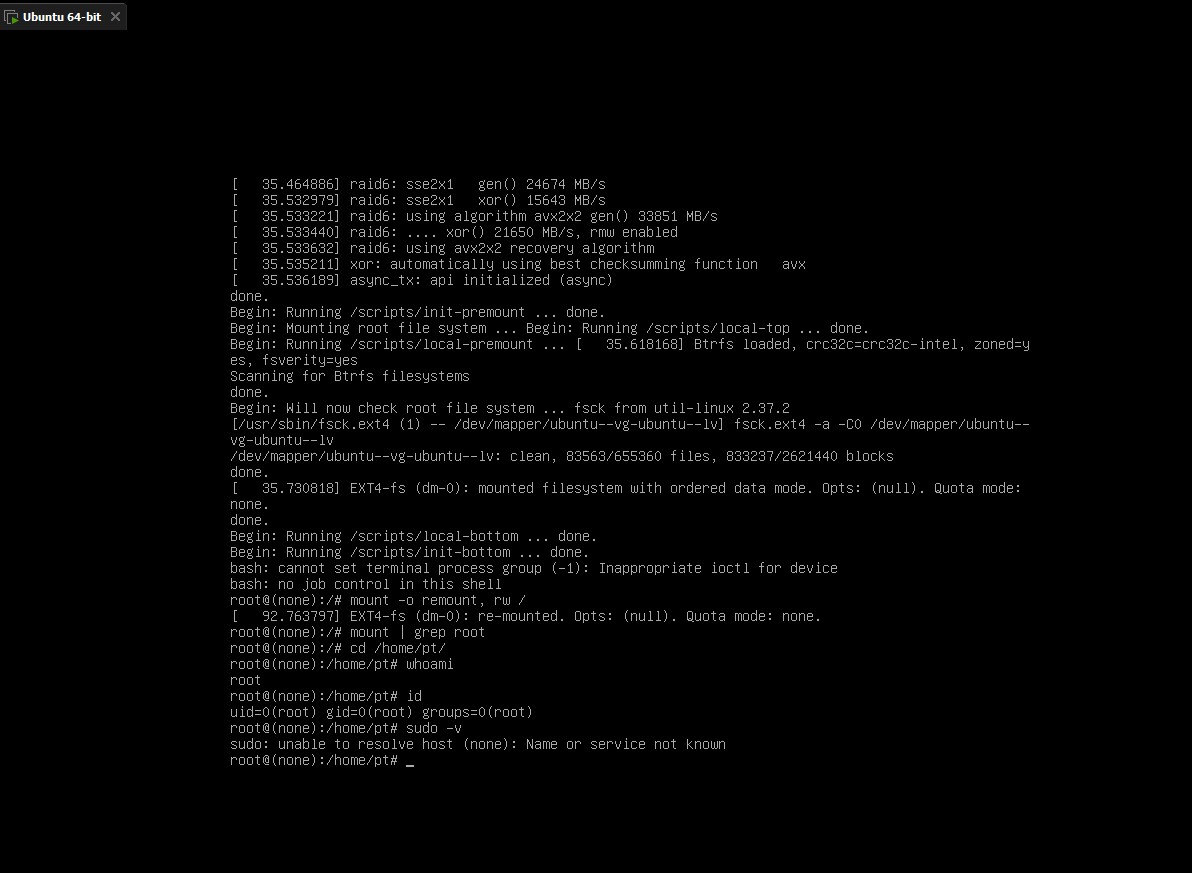 Ubuntu 64-bit
[   35.464886] raid6: sse2x1   gen() 24674 MB/s
[   35.532979] raid6: sse2x1   xor() 15643 MB/s
[   35.533221] raid6: using algorithm avx2x2 gen() 33851 MB/s
[   35.533440] raid6: .... xor() 21650 MB/s, rmw enabled
[   35.533632] raid6: using avx2x2 recovery algorithm
[   35.535211] xor: automatically using best checksumming function   avx
[   35.536189] async_tx: api initialized (async)
done.
Begin: Running /scripts/init-premount ... done.
Begin: Mounting root file system ... Begin: Running /scripts/local-top ... done.
Begin: Running /scripts/local-premount ... [   35.618168] Btrfs loaded, crc32c=crc32c-intel, zoned=y
es, fsverity=yes
Scanning for Btrfs filesystems
done.
Begin: Will now check root file system ... fsck from util-linux 2.37.2
[/usr/sbin/fsck.ext4 (1) -- /dev/mapper/ubuntu--vg-ubuntu--lv] fsck.ext4 -a -C0 /dev/mapper/ubuntu--
vg-ubuntu--lv
/dev/mapper/ubuntu--vg-ubuntu--lv: clean, 83563/655360 files, 833237/2621440 blocks
done.
[   35.730818] EXT4-fs (dm-0): mounted filesystem with ordered data mode. Opts: (null). Quota mode:
none.
done.
Begin: Running /scripts/local-bottom ... done.
Begin: Running /scripts/init-bottom ... done.
bash: cannot set terminal process group (-1): Inappropriate ioctl for device
bash: no job control in this shell
root@(none):/# mount -o remount, rw /
[   92.763797] EXT4-fs (dm-0): re-mounted. Opts: (null). Quota mode: none.
root@(none):/# mount | grep root
root@(none):/# cd /home/pt/
root@(none):/home/pt# whoami
root
root@(none):/home/pt# id
uid=0(root) gid=0(root) groups=0(root)
root@(none):/home/pt# sudo -v
sudo: unable to resolve host (none): Name or service not known
root@(none):/home/pt# _